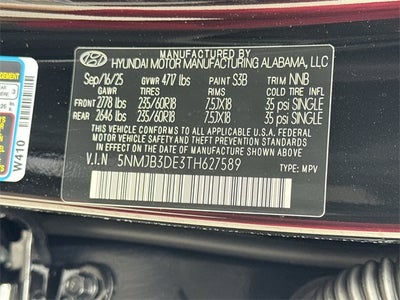 MANUFACTURED BY
HYUNDAI MOTOR MANUFACTURING ALABAMA, LLC
Sep/16/25 GVWR 4717 lbs PAINT S3B TRIM NNB
GAWR TIRES RIMS COLD TIRE INFL
FRONT 2778 lbs 235/60R18 7.5JX18 35 psi SINGLE
REAR 2646 lbs 235/60R18 7.5JX18 35 psi SINGLE
THIS VEHICLE CONFORMS TO ALL APPLICABLE U.S. FEDERAL
MOTOR VEHICLE SAFETY, BUMPER,
AND THEFT PREVENTION STANDARDS IN EFFECT ON THE DATE
OF MANUFACTURE SHOWN ABOVE.
V.I.N 5NMJB3DE3TH627589 TYPE: MPV
W410